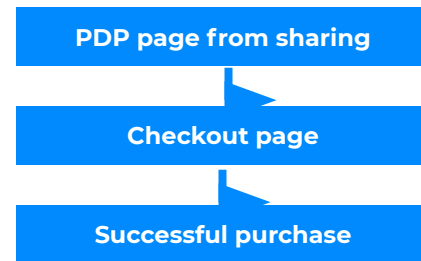 PDP page from sharing
Checkout page
Successful purchase